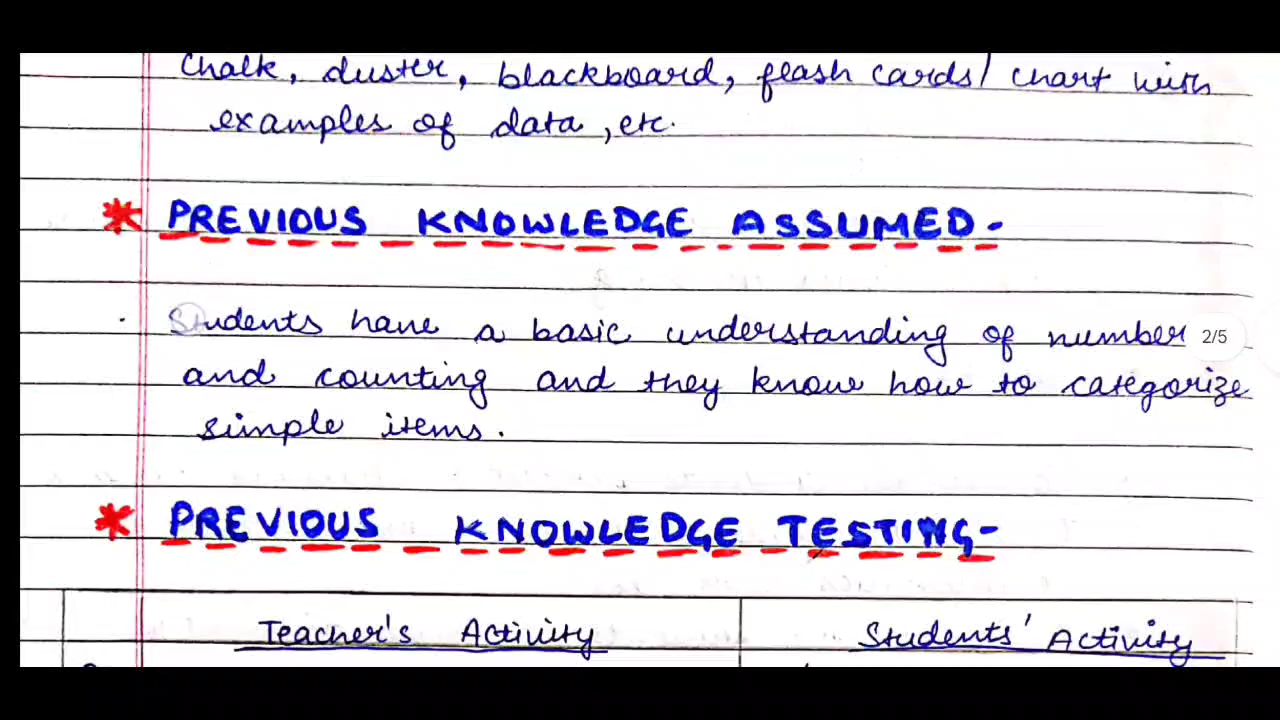 Chalk, duster, blackboard, flash cards/ chart with
examples of data, etc.
* PREVIOUS KNOWLEDGE ASSUMED-
Students have a basic understanding of number
2/5
and counting and they know how to categorize
simple items.
* PREVIOUS KNOWLEDGE TESTING-
Teacher's Activity
Students' Activity